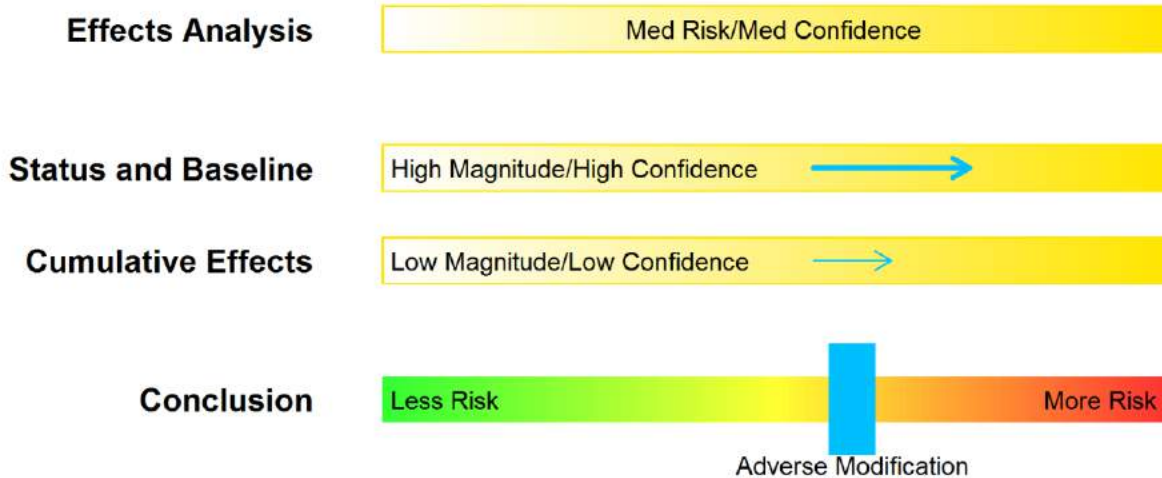 Effects Analysis
Med Risk/Med Confidence
Status and Baseline
High Magnitude/High Confidence
Cumulative Effects
Low Magnitude/Low Confidence
Conclusion
Less Risk
More Risk
Adverse Modification